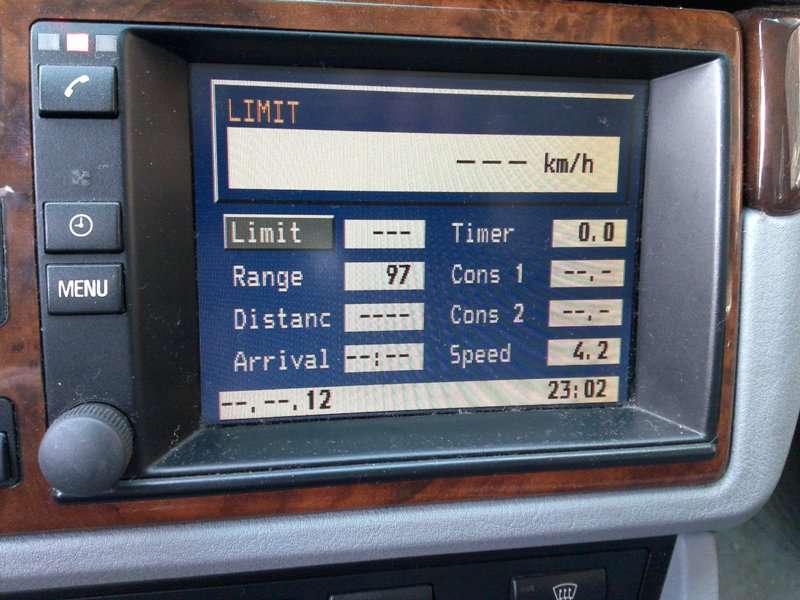 LIMIT
--- km/h
Limit --- Timer 0.0
Range 97 Cons 1 --.-
MENU
Distanc ---- Cons 2 --.-
Arrival --:-- Speed 4.2
--.--.12 23:02